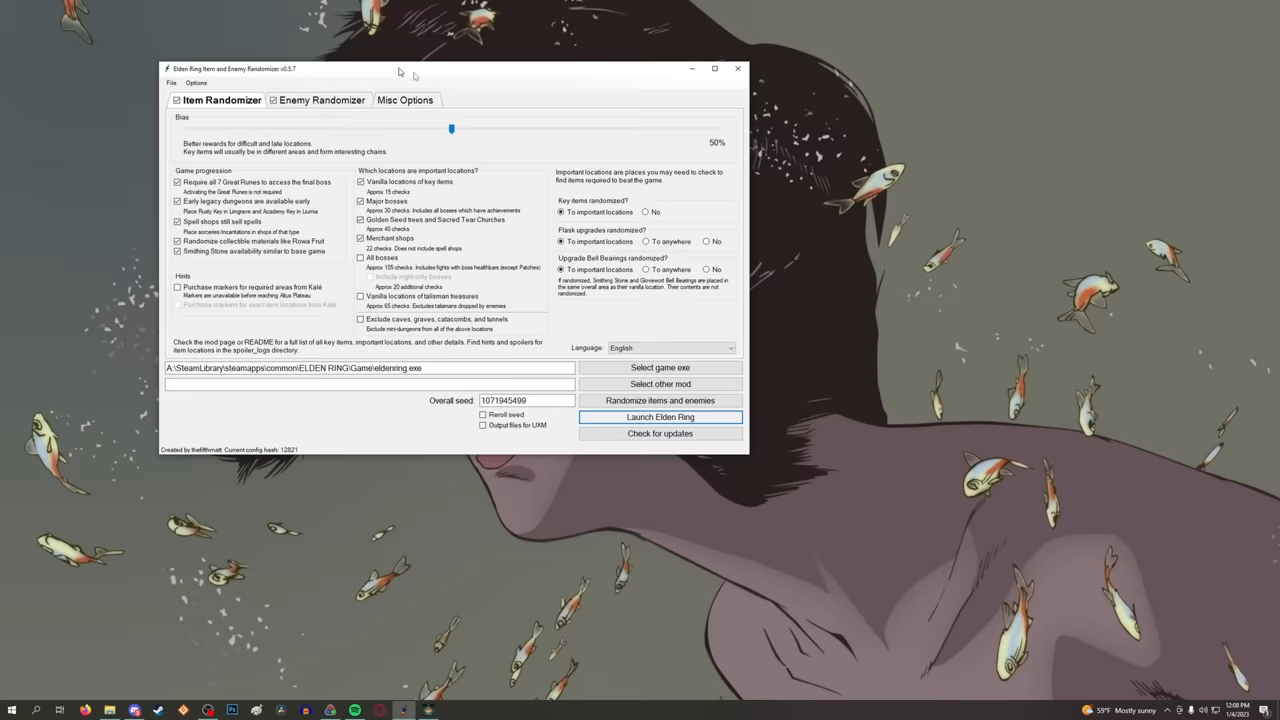 Elden Ring Item and Enemy Randomizer v0.5.7
File Options
Item Randomizer Enemy Randomizer Misc Options
Bias
50%
Better rewards for difficult and late locations.
Key items will usually be in different areas and form interesting chains.
Game progression
Require all 7 Great Runes to access the final boss
Activating the Great Runes is not required
Early legacy dungeons are available early
Place Rusty Key in Limgrave and Academy Key in Liurnia
Spell shops still sell spells
Place sorceries/incantations in shops of that type
Randomize collectible materials like Rowa Fruit
Smithing Stone availability similar to base game
Hints
Purchase markers for required areas from Kalé
Markers are unavailable before reaching Altus Plateau
Purchase markers for exact item locations from Kalé
Which locations are important locations?
Vanilla locations of key items
Approx 15 checks
Major bosses
Approx 30 checks. Includes all bosses which have achievements
Golden Seed trees and Sacred Tear Churches
Approx 40 checks
Merchant shops
22 checks. Does not include spell shops
All bosses
Approx 105 checks. Includes fights with boss healthbars (except Patches)
Include night-only bosses
Approx 20 additional checks
Vanilla locations of talisman treasures
Approx 65 checks. Excludes talismans dropped by enemies
Exclude caves, graves, catacombs, and tunnels
Exclude mini-dungeons from all of the above locations
Important locations are places you may need to check to
find items required to beat the game.
Key items randomized?
To important locations No
Flask upgrades randomized?
To important locations To anywhere No
Upgrade Bell Bearings randomized?
To important locations To anywhere No
If randomized, Smithing Stone and Glovewort Bell Bearings are placed in
the same overall area as their vanilla location. Their contents are not
randomized.
Check the mod page or README for a full list of all key items, important locations, and other details. Find hints and spoilers for
item locations in the spoiler_logs directory.
Language: English
A:\SteamLibrary\steamapps\common\ELDEN RING\Game\eldenring.exe
Select game exe
Select other mod
Overall seed: 1071945499
Randomize items and enemies
Reroll seed
Launch Elden Ring
Output files for UXM
Check for updates
Created by thefifthmatt. Current config hash: 12821
59°F Mostly sunny
12:08 PM
1/4/2023